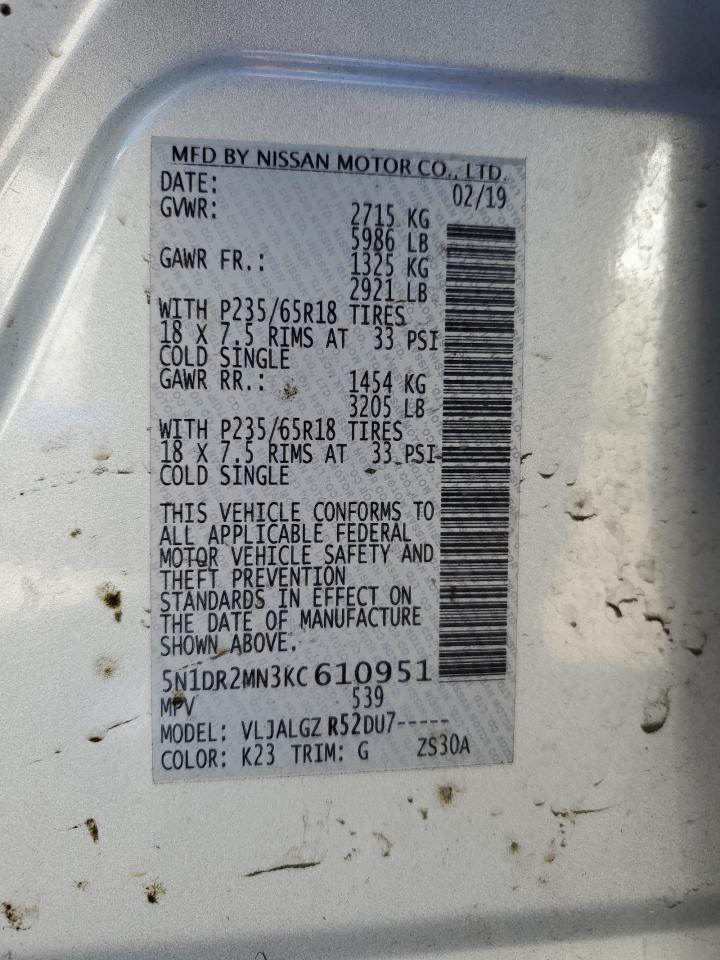 MFD BY NISSAN MOTOR CO., LTD.
DATE: 02/19
GVWR: 2715 KG
5986 LB
GAWR FR.: 1325 KG
2921 LB
WITH P235/65R18 TIRES
18 X 7.5 RIMS AT 33 PSI
COLD SINGLE
GAWR RR.: 1454 KG
3205 LB
WITH P235/65R18 TIRES
18 X 7.5 RIMS AT 33 PSI
COLD SINGLE
THIS VEHICLE CONFORMS TO
ALL APPLICABLE FEDERAL
MOTOR VEHICLE SAFETY AND
THEFT PREVENTION
STANDARDS IN EFFECT ON
THE DATE OF MANUFACTURE
SHOWN ABOVE.
5N1DR2MN3KC610951
MPV 539
MODEL: VLJALGZ R52DU7-----
COLOR: K23 TRIM: G ZS30A